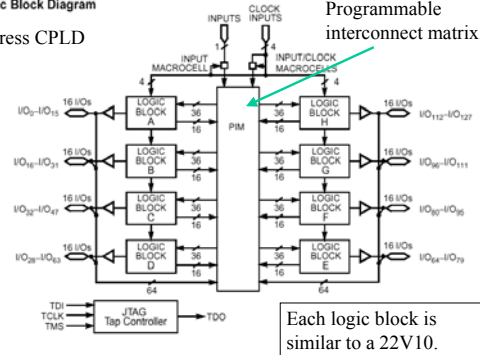 ic Block Diagram
ress CPLD
INPUTS
CLOCK
INPUTS
Programmable
interconnect matrix
1
4
INPUT
MACROCELL
INPUT/CLOCK
MACROCELLS
4
4
16 I/Os
I/O0–I/O15
LOGIC
BLOCK
A
36
16
PIM
36
16
LOGIC
BLOCK
H
16 I/Os
I/O112–I/O127
16 I/Os
I/O16–I/O31
LOGIC
BLOCK
B
36
16
36
16
LOGIC
BLOCK
G
16 I/Os
I/O96–I/O111
16 I/Os
I/O32–I/O47
LOGIC
BLOCK
C
36
16
36
16
LOGIC
BLOCK
F
16 I/Os
I/O80–I/O95
16 I/Os
I/O28–I/O63
LOGIC
BLOCK
D
36
16
36
16
LOGIC
BLOCK
E
16 I/Os
I/O64–I/O79
64
64
TDI
TCLK
TMS
JTAG
Tap Controller
TDO
Each logic block is
similar to a 22V10.